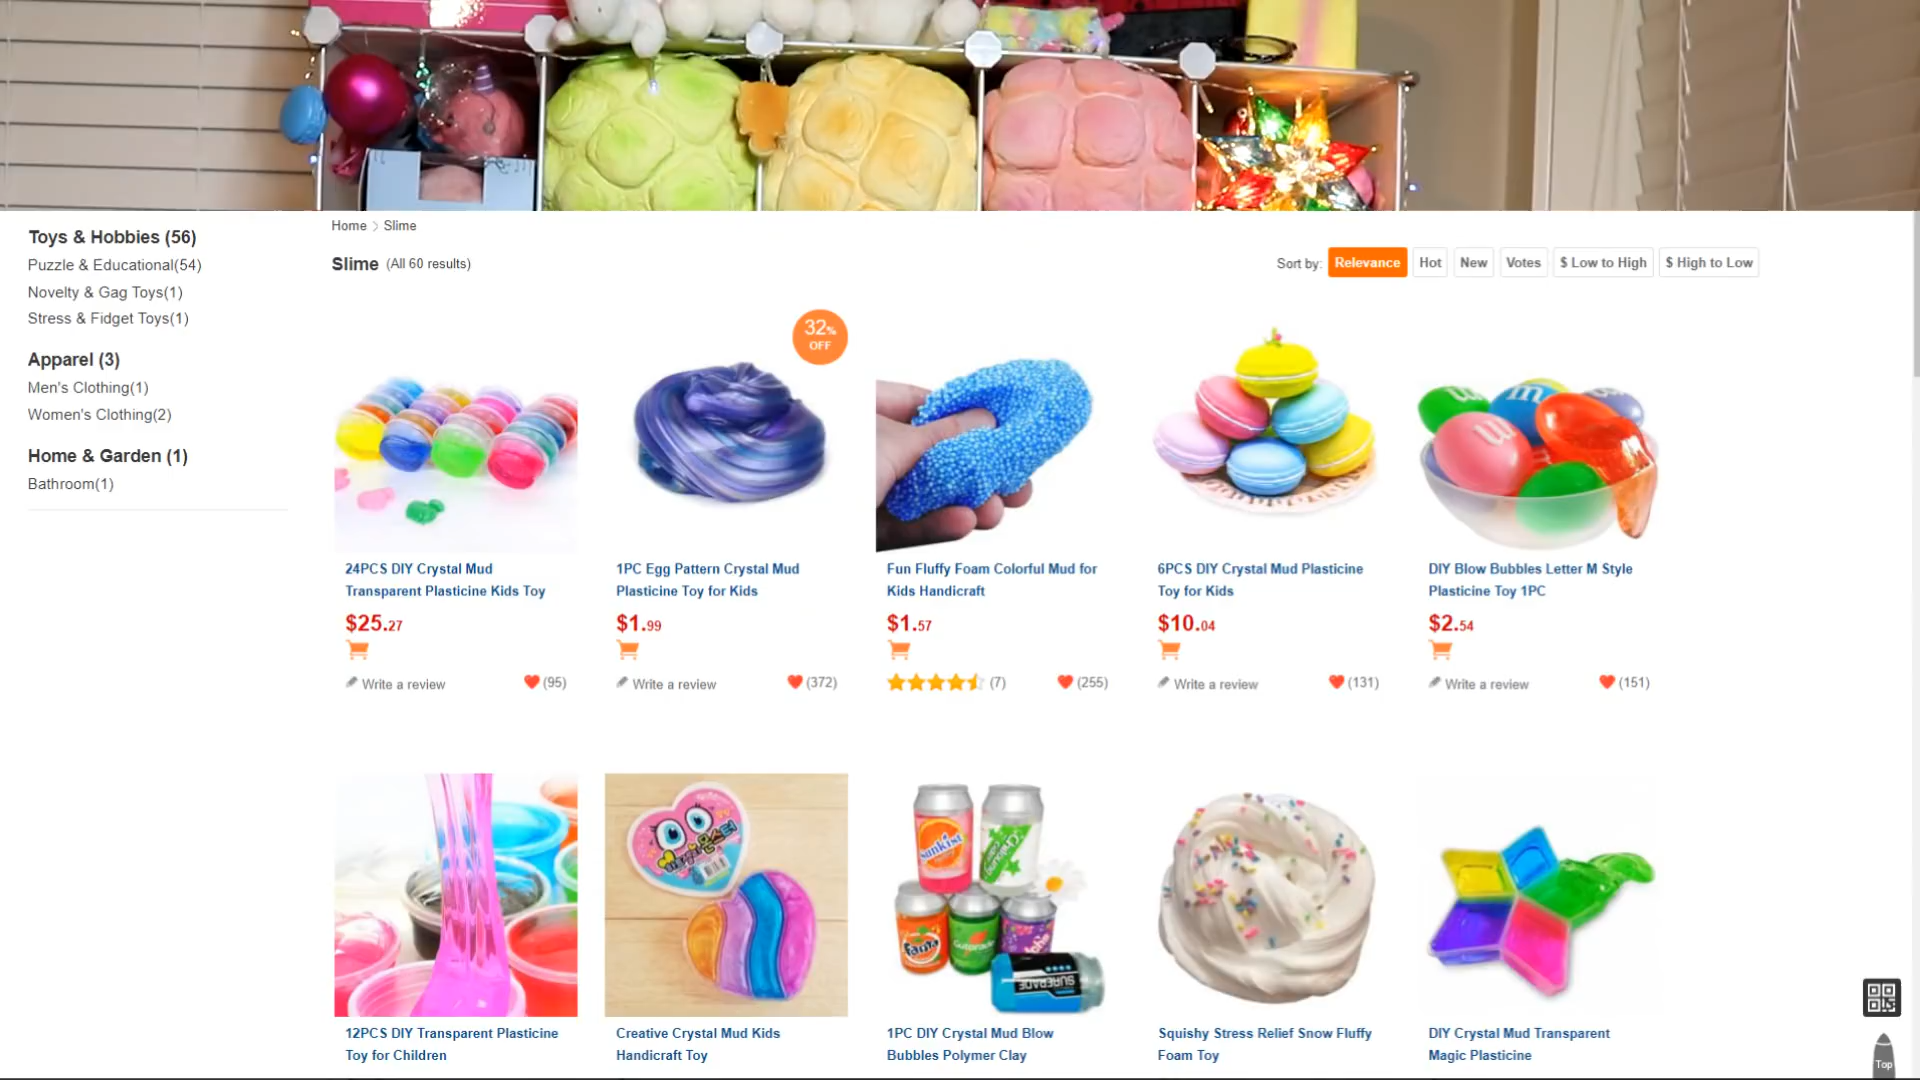 Home > Slime
Toys & Hobbies (56)
Puzzle & Educational(54)
Novelty & Gag Toys(1)
Stress & Fidget Toys(1)
Apparel (3)
Men's Clothing(1)
Women's Clothing(2)
Home & Garden (1)
Bathroom(1)
Slime (All 60 results)
Sort by: Relevance Hot New Votes $ Low to High $ High to Low
32% OFF
m m m
24PCS DIY Crystal Mud
Transparent Plasticine Kids Toy
$25.27
Write a review (95)
1PC Egg Pattern Crystal Mud
Plasticine Toy for Kids
$1.99
Write a review (372)
Fun Fluffy Foam Colorful Mud for
Kids Handicraft
$1.57
(7) (255)
6PCS DIY Crystal Mud Plasticine
Toy for Kids
$10.04
Write a review (131)
DIY Blow Bubbles Letter M Style
Plasticine Toy 1PC
$2.54
Write a review (151)
몬스터
sunkist
Fanta
Gutorade
SURERADE
12PCS DIY Transparent Plasticine
Toy for Children
Creative Crystal Mud Kids
Handicraft Toy
1PC DIY Crystal Mud Blow
Bubbles Polymer Clay
Squishy Stress Relief Snow Fluffy
Foam Toy
DIY Crystal Mud Transparent
Magic Plasticine
Top